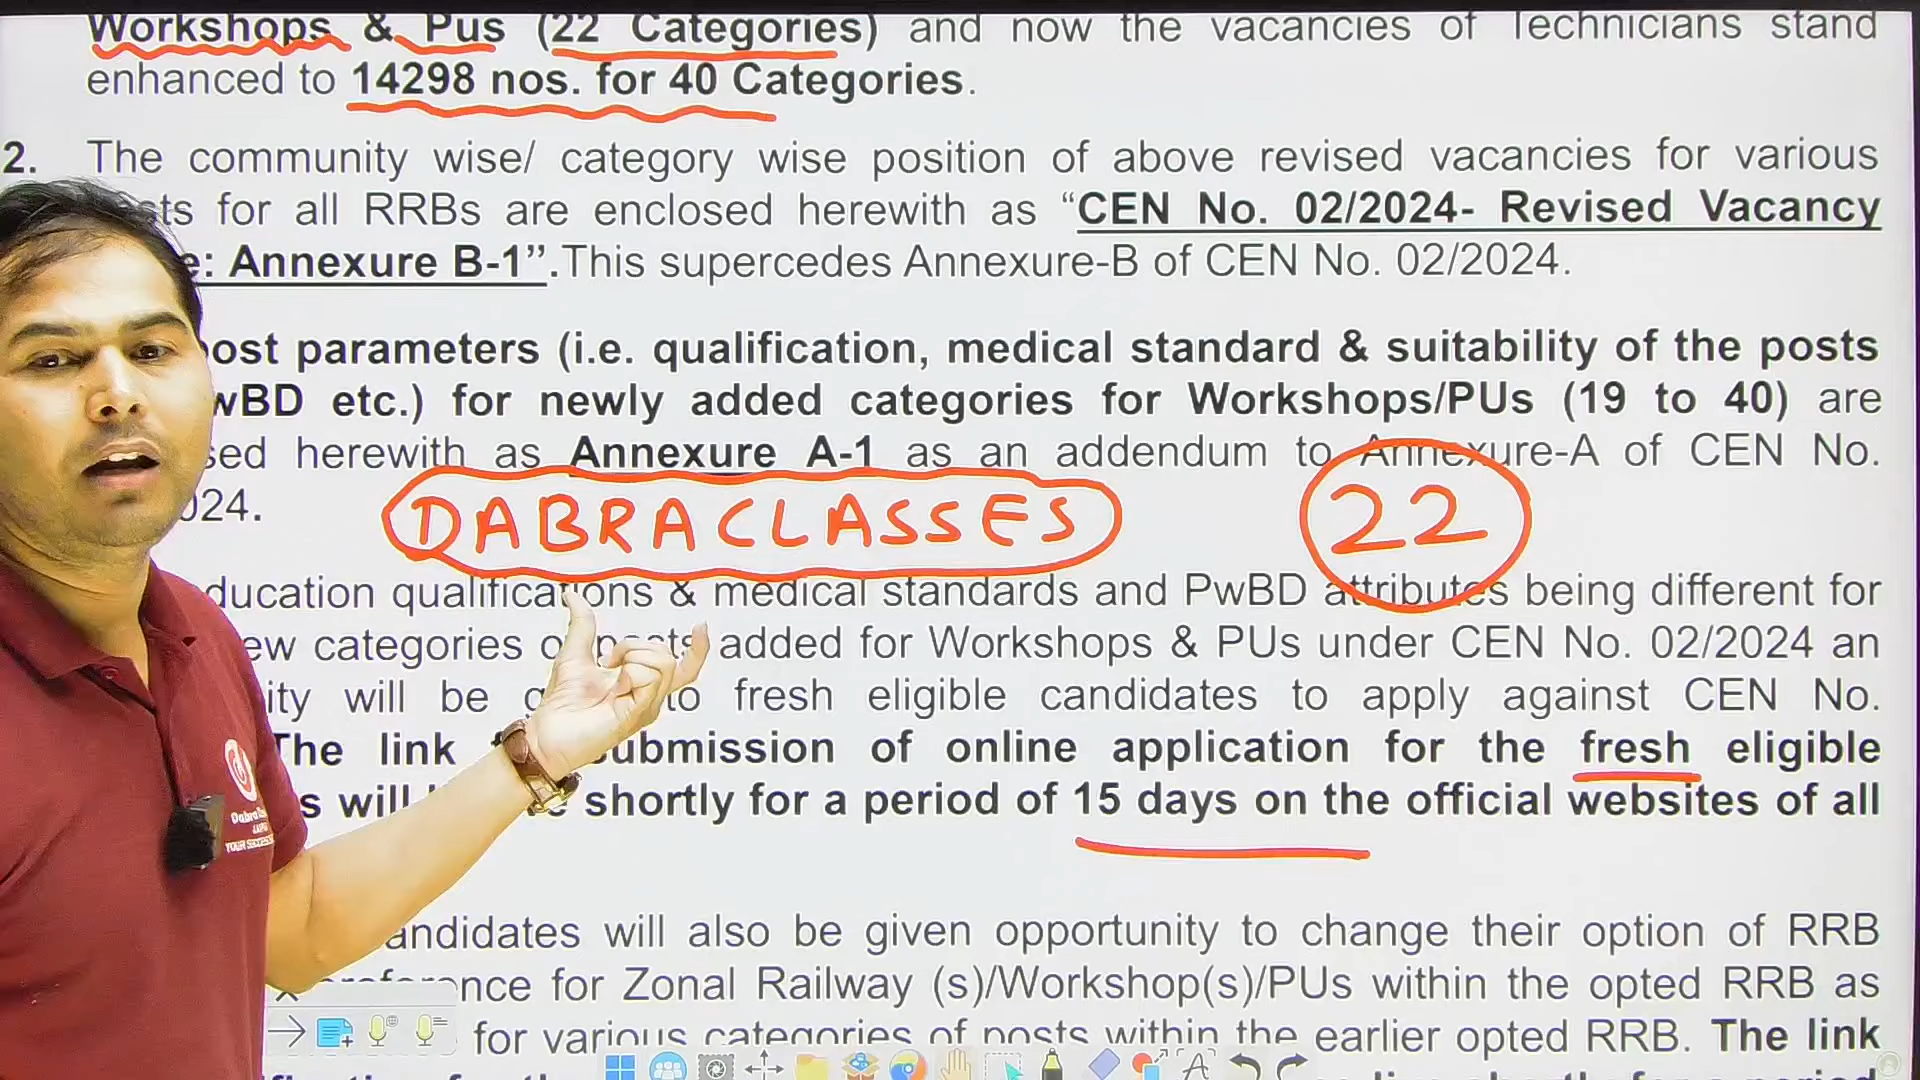 Workshops & Pus (22 Categories) and now the vacancies of Technicians stand
enhanced to 14298 nos. for 40 Categories.
2. The community wise/ category wise position of above revised vacancies for various
for all RRBs are enclosed herewith as “CEN No. 02/2024- Revised Vacancy
e: Annexure B-1”.This supercedes Annexure-B of CEN No. 02/2024.
post parameters (i.e. qualification, medical standard & suitability of the posts
wBD etc.) for newly added categories for Workshops/PUs (19 to 40) are
sed herewith as Annexure A-1 as an addendum to Annexure-A of CEN No.
024.
DABRACLASSES
22
ducation qualifications & medical standards and PwBD attributes being different for
ew categories of posts added for Workshops & PUs under CEN No. 02/2024 an
ity will be to fresh eligible candidates to apply against CEN No.
The link submission of online application for the fresh eligible
s will shortly for a period of 15 days on the official websites of all
andidates will also be given opportunity to change their option of RRB
for Zonal Railway (s)/Workshop(s)/PUs within the opted RRB as
for various categories of posts within the earlier opted RRB. The link